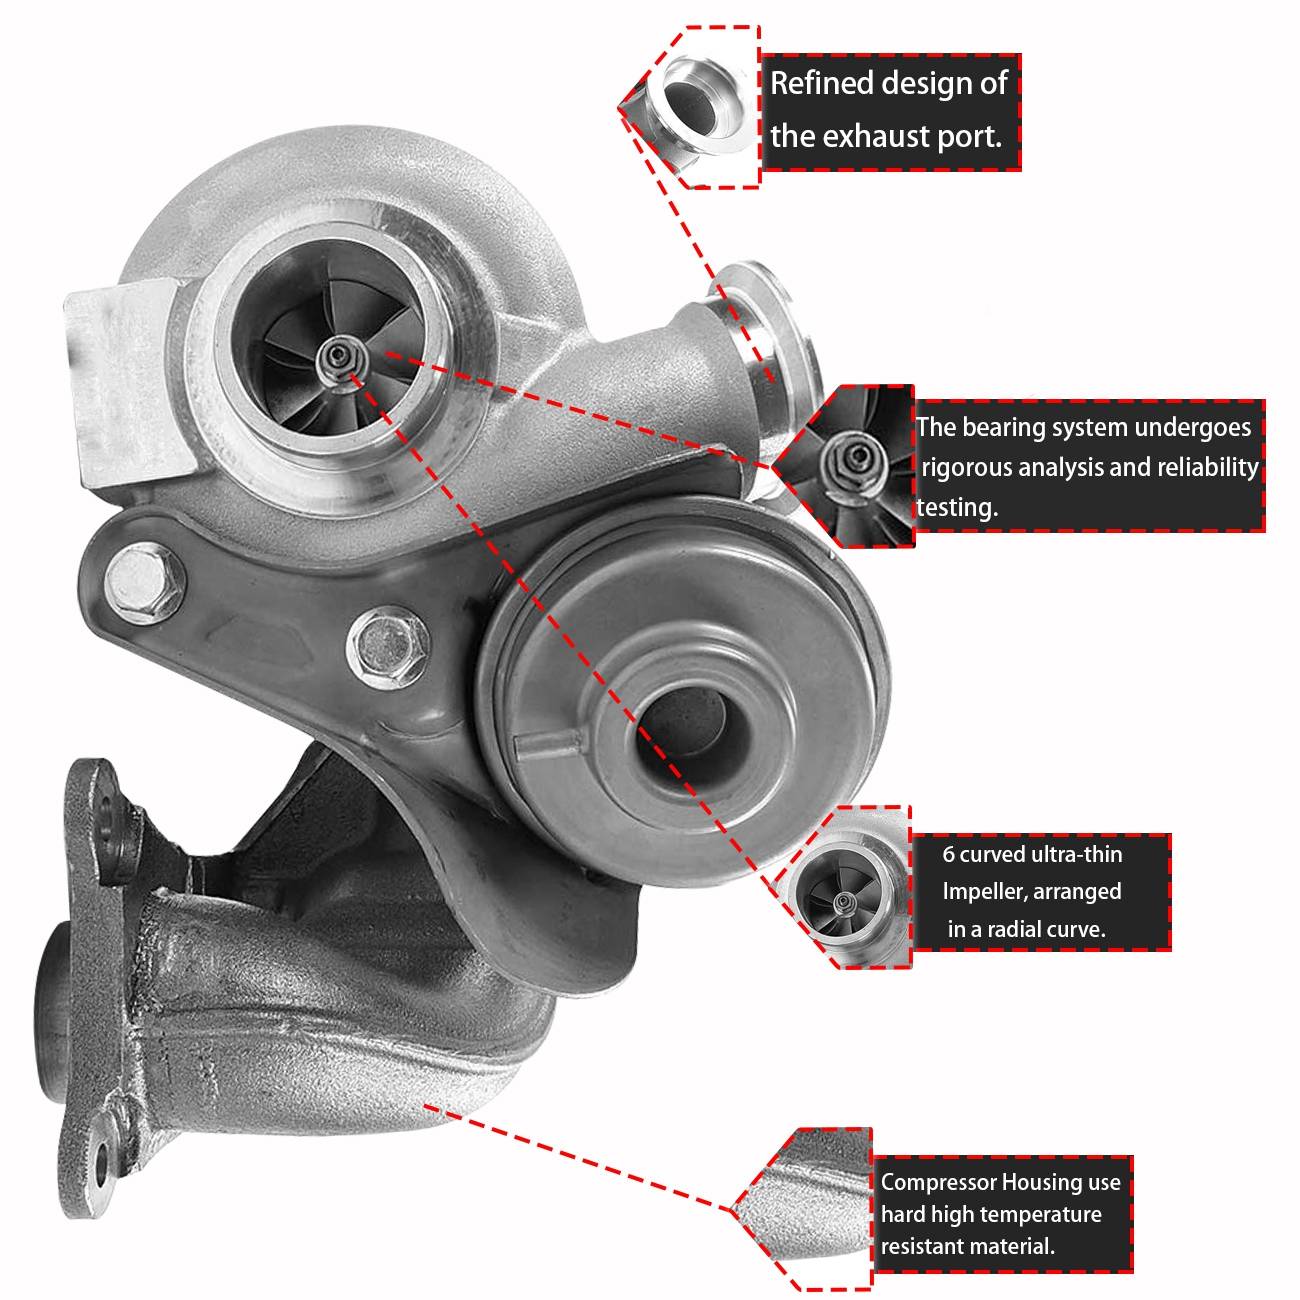 Refined design of
the exhaust port.
The bearing system undergoes
rigorous analysis and reliability
testing.
6 curved ultra-thin
Impeller, arranged
in a radial curve.
Compressor Housing use
hard high temperature
resistant material.